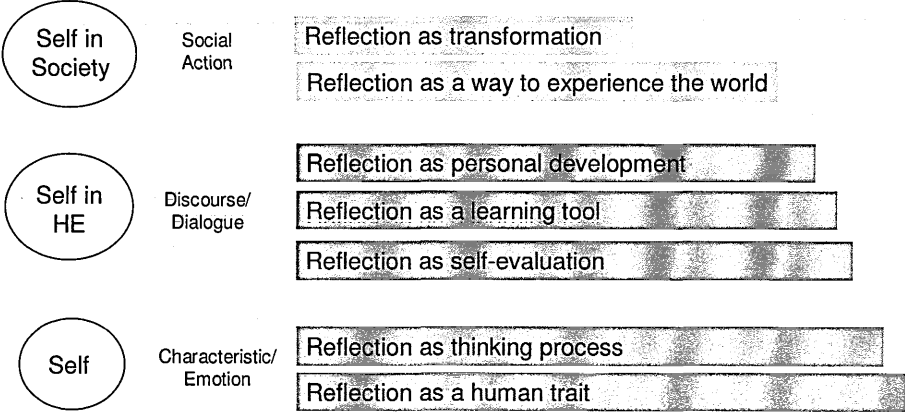 Self in
Society
Social
Action
Reflection as transformation
Reflection as a way to experience the world
Self in
HE
Discourse/
Dialogue
Reflection as personal development
Reflection as a learning tool
Reflection as self-evaluation
Self
Characteristic/
Emotion
Reflection as thinking process
Reflection as a human trait